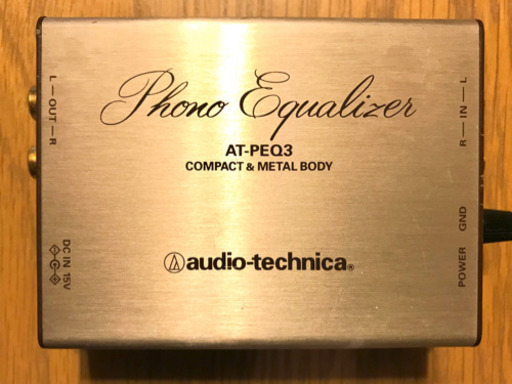 Phono Equalizer
AT-PEQ3
COMPACT & METAL BODY
audio-technica®
L — OUT — R
DC IN 15V
R — IN — L
POWER GND